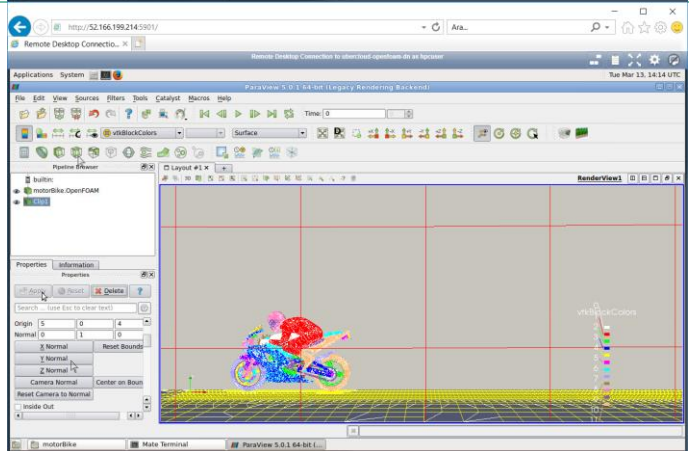 http://52.166.199.214:5901/
Ara...
Remote Desktop Connectio...
Remote Desktop Connection to ubercloud-openfoam-dn as hpcuser
Applications System
Tue Mar 13, 14:14 UTC
ParaView 5.0.1 64-bit (Legacy Rendering Backend)
File Edit View Sources Filters Tools Catalyst Macros Help
Time: 0
vtkBlockColors
Surface
Pipeline Browser
Layout #1
builtin:
RenderView1
motorBike.OpenFOAM
Clip1
Properties Information
Properties
Apply Reset Delete ?
Search ... (use Esc to clear text)
Origin 5 0 4
Normal 0 1 0
X Normal Reset Bounds
Y Normal
Z Normal
Camera Normal Center on Boun
Reset Camera to Normal
Inside Out
vtkBlockColors
motorBike
Mate Terminal
ParaView 5.0.1 64-bit (...